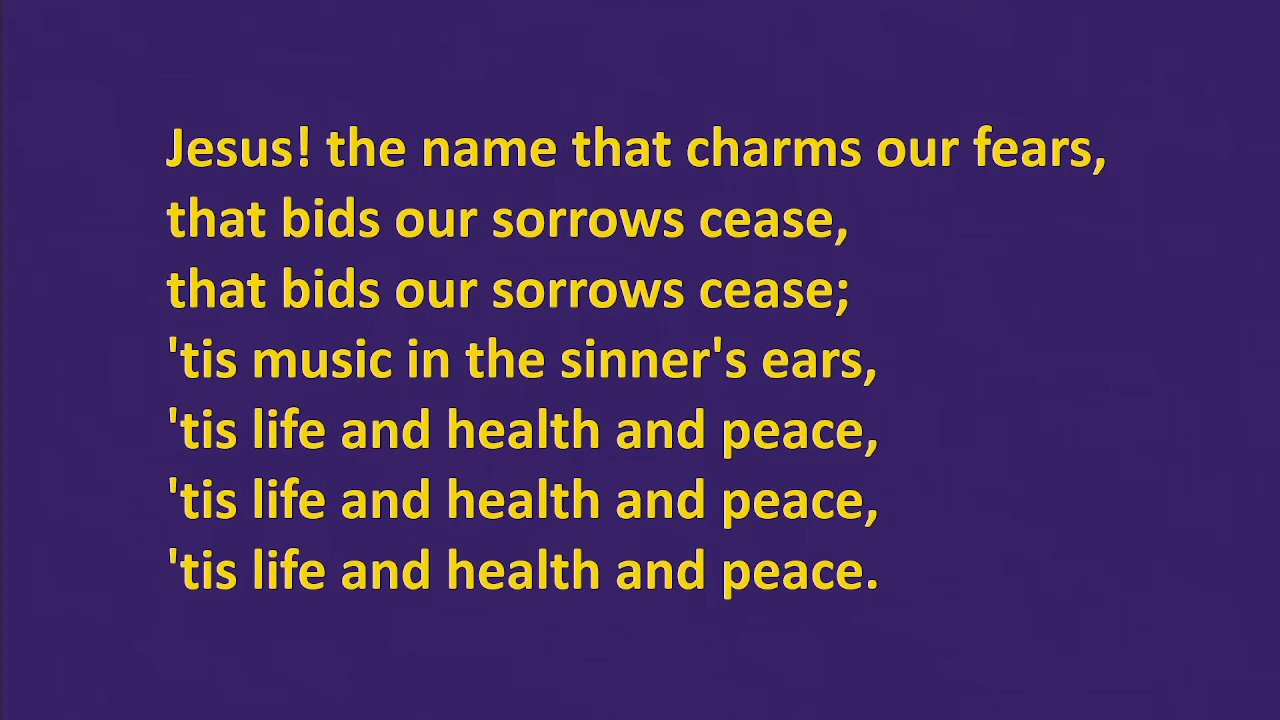 Jesus! the name that charms our fears,
that bids our sorrows cease,
that bids our sorrows cease;
'tis music in the sinner's ears,
'tis life and health and peace,
'tis life and health and peace,
'tis life and health and peace.